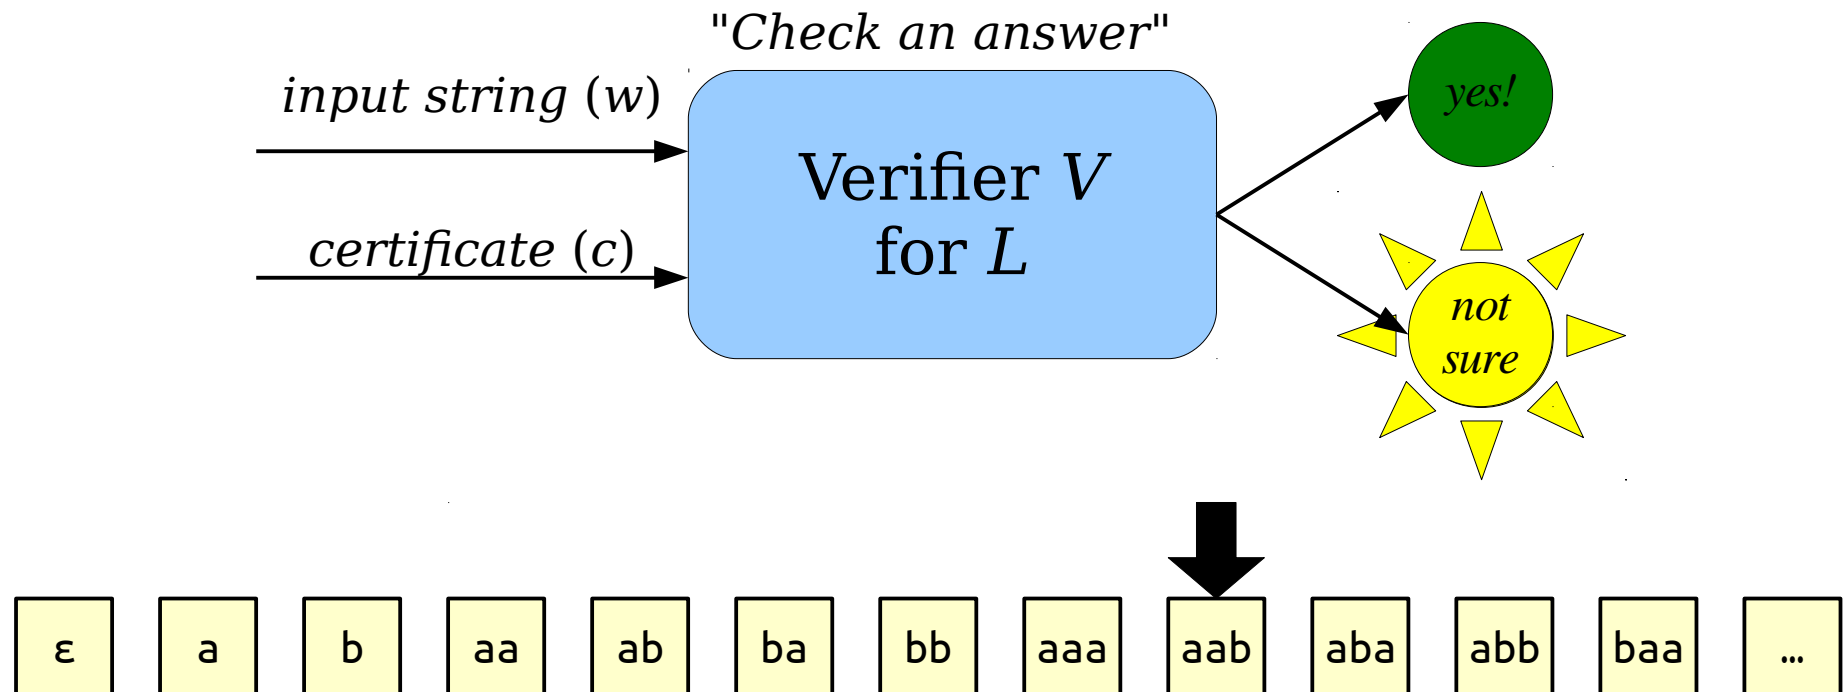 "Check an answer"
input string (w)
certificate (c)
Verifier V
for L
yes!
not
sure
ε a b aa ab ba bb aaa aab aba abb baa …